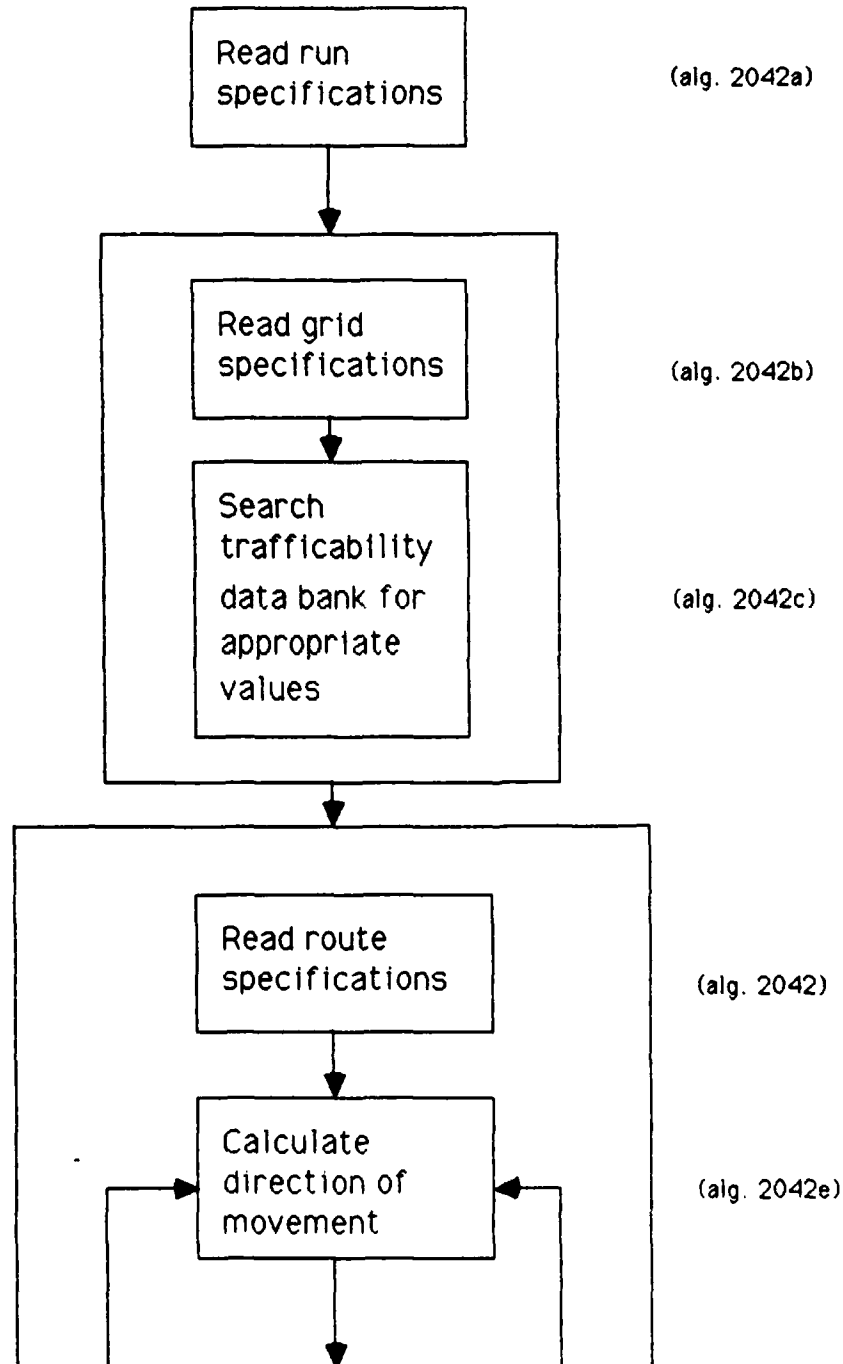 Read run
specifications
(alg. 2042a)
Read grid
specifications
(alg. 2042b)
Search
trafficability
data bank for
appropriate
values
(alg. 2042c)
Read route
specifications
(alg. 2042)
Calculate
direction of
movement
(alg. 2042e)